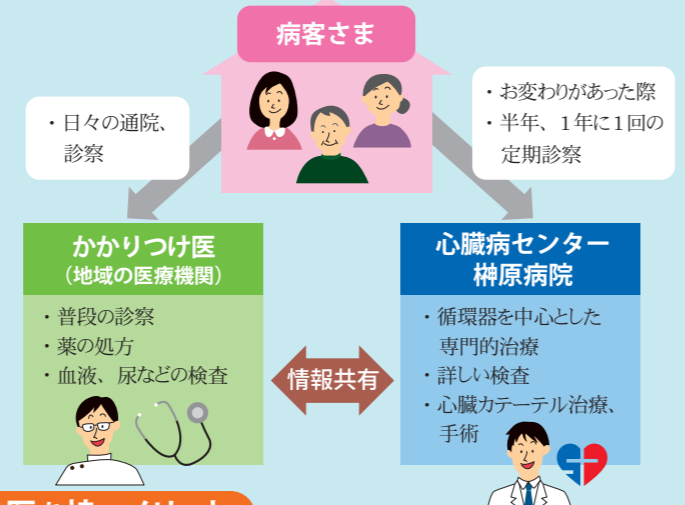 病客さま
・日々の通院、
診察
・お変わりがあった際
・半年、1年に1回の
定期診察
かかりつけ医
（地域の医療機関）
・普段の診察
・薬の処方
・血液、尿などの検査
情報共有
心臓病センター
榊原病院
・循環器を中心とした
専門的治療
・詳しい検査
・心臓カテーテル治療、
手術